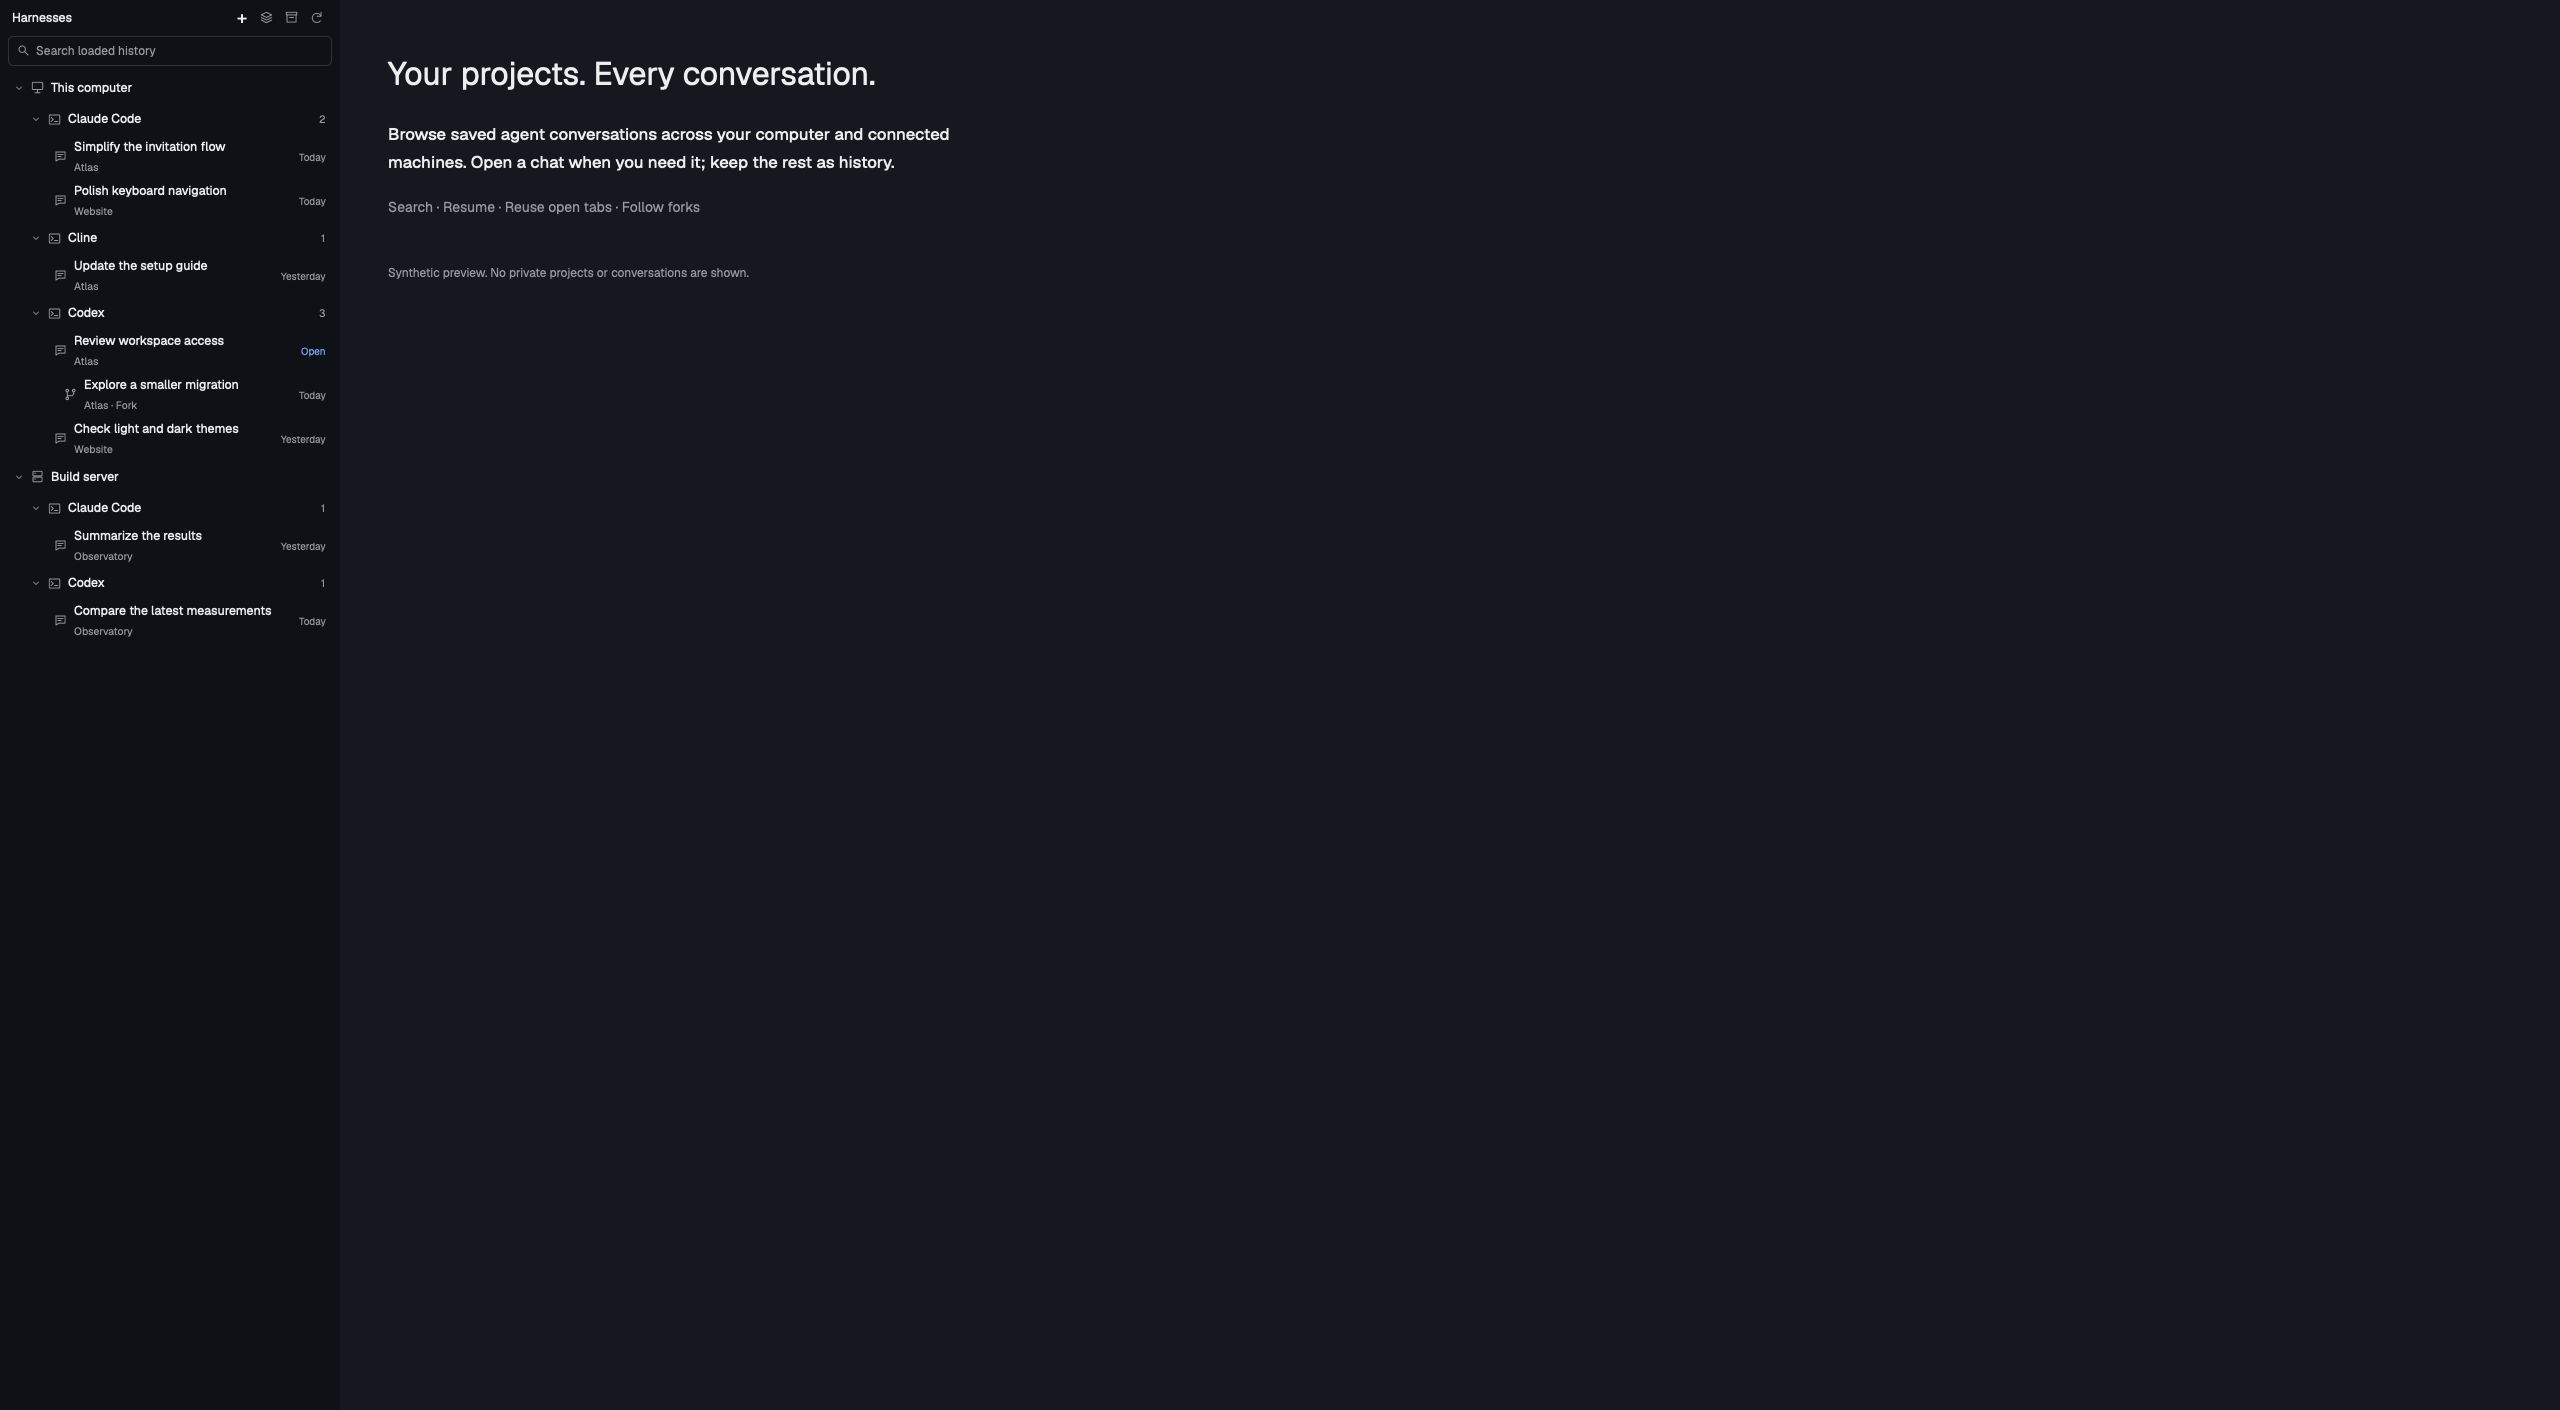 Harnesses
Search loaded history
This computer
Claude Code 2
Simplify the invitation flow
Atlas
Today
Polish keyboard navigation
Website
Today
Cline 1
Update the setup guide
Atlas
Yesterday
Codex 3
Review workspace access
Atlas
Open
Explore a smaller migration
Atlas · Fork
Today
Check light and dark themes
Website
Yesterday
Build server
Claude Code 1
Summarize the results
Observatory
Yesterday
Codex 1
Compare the latest measurements
Observatory
Today
Your projects. Every conversation.
Browse saved agent conversations across your computer and connected
machines. Open a chat when you need it; keep the rest as history.
Search · Resume · Reuse open tabs · Follow forks
Synthetic preview. No private projects or conversations are shown.